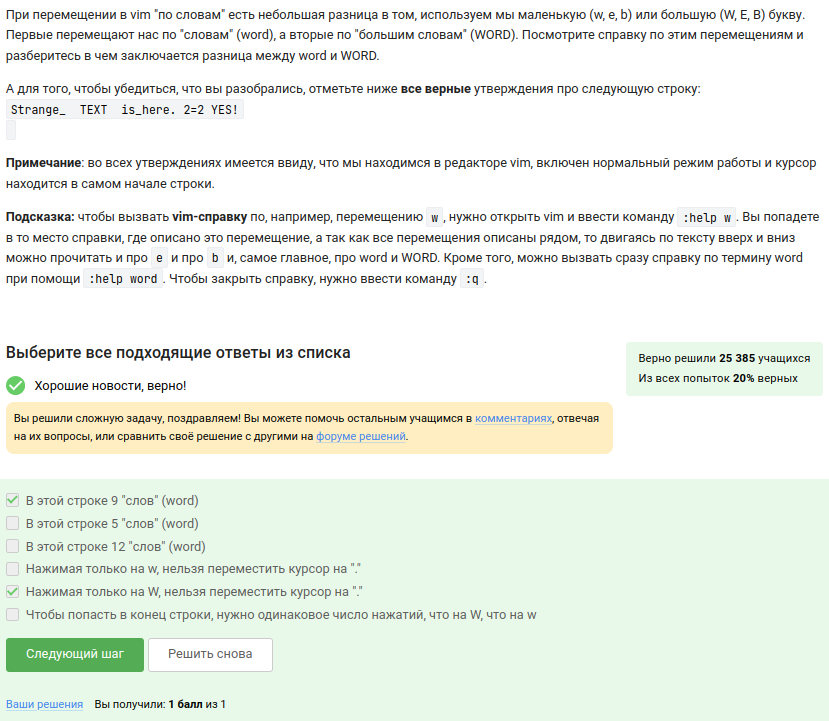 При перемещении в vim "по словам" есть небольшая разница в том, используем мы маленькую (w, e, b) или большую (W, E, B) букву.
Первые перемещают нас по "словам" (word), а вторые по "большим словам" (WORD). Посмотрите справку по этим перемещениям и
разберитесь в чем заключается разница между word и WORD.
А для того, чтобы убедиться, что вы разобрались, отметьте ниже все верные утверждения про следующую строку:
Strange_  TEXT  is_here. 2=2 YES!
Примечание: во всех утверждениях имеется ввиду, что мы находимся в редакторе vim, включен нормальный режим работы и курсор
находится в самом начале строки.
Подсказка: чтобы вызвать vim-справку по, например, перемещению w, нужно открыть vim и ввести команду :help w. Вы попадете
в то место справки, где описано это перемещение, а так как все перемещения описаны рядом, то двигаясь по тексту вверх и вниз
можно прочитать и про e и про b и, самое главное, про word и WORD. Кроме того, можно вызвать сразу справку по термину word
при помощи :help word. Чтобы закрыть справку, нужно ввести команду :q.
Выберите все подходящие ответы из списка
Верно решили 25 385 учащихся
Из всех попыток 20% верных
Хорошие новости, верно!
Вы решили сложную задачу, поздравляем! Вы можете помочь остальным учащимся в комментариях, отвечая
на их вопросы, или сравнить своё решение с другими на форуме решений.
В этой строке 9 "слов" (word)
В этой строке 5 "слов" (word)
В этой строке 12 "слов" (word)
Нажимая только на w, нельзя переместить курсор на "."
Нажимая только на W, нельзя переместить курсор на "."
Чтобы попасть в конец строки, нужно одинаковое число нажатий, что на W, что на w
Следующий шаг
Решить снова
Ваши решения Вы получили: 1 балл из 1